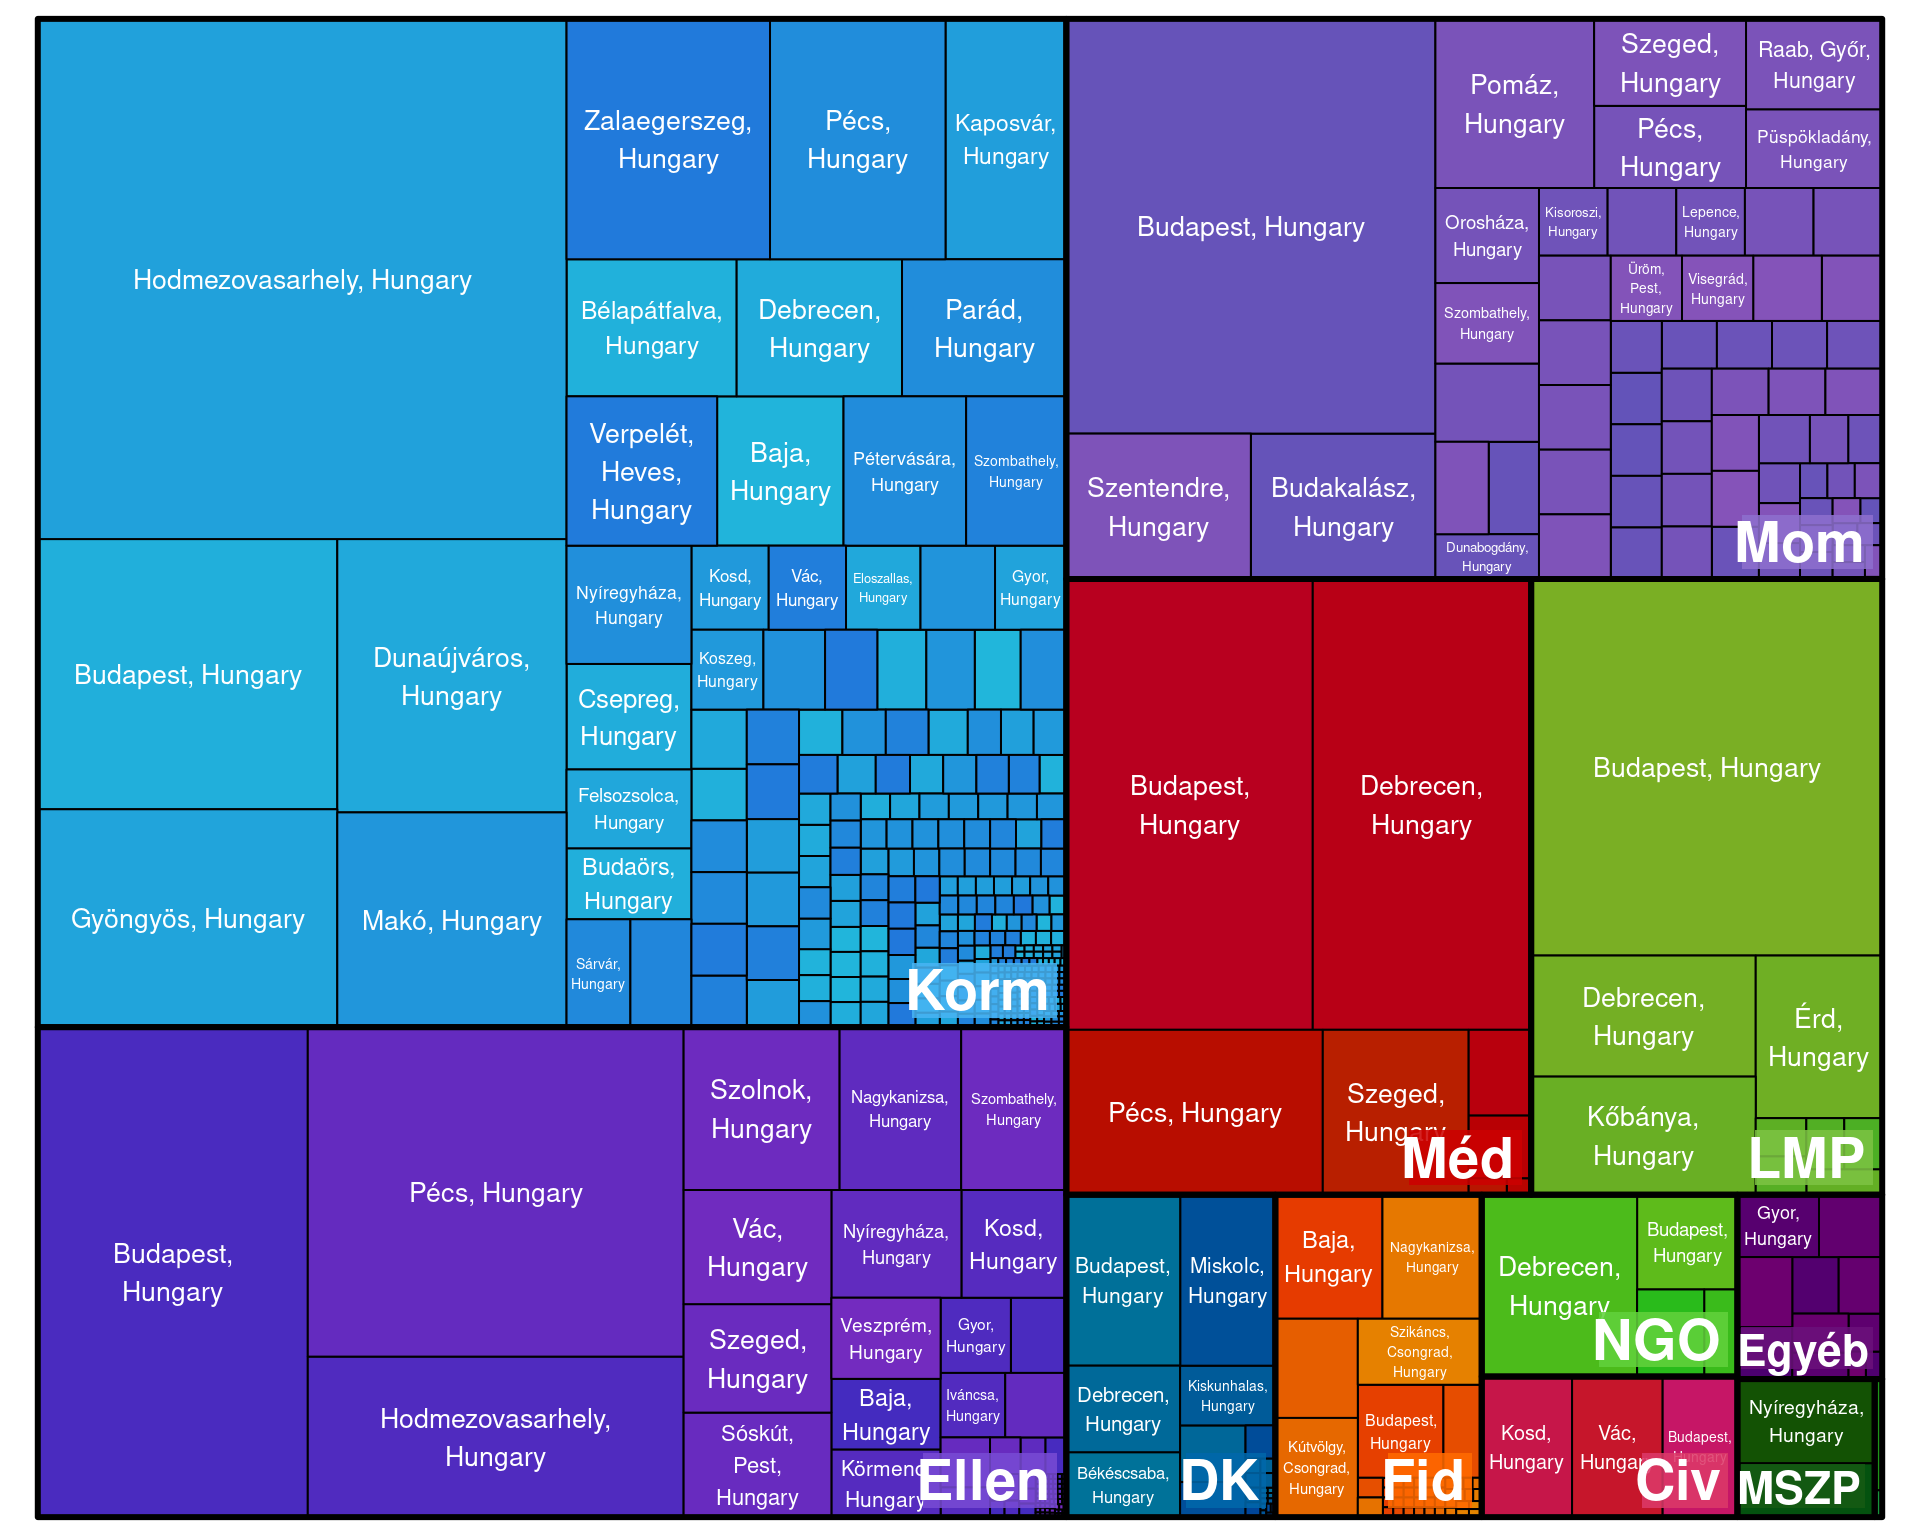 Hodmezovasarhely, Hungary
Budapest, Hungary
Dunaújváros,
Hungary
Gyöngyös, Hungary
Makó, Hungary
Zalaegerszeg,
Hungary
Pécs,
Hungary
Kaposvár,
Hungary
Bélapátfalva,
Hungary
Debrecen,
Hungary
Parád,
Hungary
Verpelét,
Heves,
Hungary
Baja,
Hungary
Pétervására,
Hungary
Szombathely,
Hungary
Nyíregyháza,
Hungary
Kosd,
Hungary
Vác,
Hungary
Eloszallas,
Hungary
Gyor,
Hungary
Koszeg,
Hungary
Csepreg,
Hungary
Felsozsolca,
Hungary
Budaörs,
Hungary
Sárvár,
Hungary
Korm
Budapest, Hungary
Szentendre,
Hungary
Budakalász,
Hungary
Pomáz,
Hungary
Szeged,
Hungary
Raab, Győr,
Hungary
Pécs,
Hungary
Püspökladány,
Hungary
Orosháza,
Hungary
Kisoroszi,
Hungary
Lepence,
Hungary
Szombathely,
Hungary
Üröm,
Pest,
Hungary
Visegrád,
Hungary
Dunabogdány,
Hungary
Mom
Budapest,
Hungary
Debrecen,
Hungary
Pécs, Hungary
Szeged,
Hungary
Méd
Budapest, Hungary
Debrecen,
Hungary
Érd,
Hungary
Kőbánya,
Hungary
LMP
Budapest,
Hungary
Pécs, Hungary
Hodmezovasarhely,
Hungary
Szolnok,
Hungary
Nagykanizsa,
Hungary
Szombathely,
Hungary
Vác,
Hungary
Nyíregyháza,
Hungary
Kosd,
Hungary
Szeged,
Hungary
Veszprém,
Hungary
Gyor,
Hungary
Baja,
Hungary
Iváncsa,
Hungary
Sóskút,
Pest,
Hungary
Körmend,
Hungary
Ellen
Budapest,
Hungary
Miskolc,
Hungary
Debrecen,
Hungary
Kiskunhalas,
Hungary
Békéscsaba,
Hungary
DK
Baja,
Hungary
Nagykanizsa,
Hungary
Szikáncs,
Csongrad,
Hungary
Kútvölgy,
Csongrad,
Hungary
Budapest,
Hungary
Fid
Debrecen,
Hungary
Budapest,
Hungary
NGO
Kosd,
Hungary
Vác,
Hungary
Budapest,
Hungary
Civ
Gyor,
Hungary
Egyéb
Nyíregyháza,
Hungary
MSZP